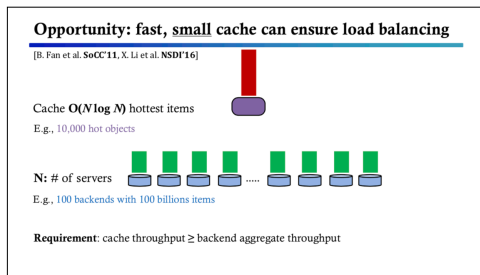 Opportunity: fast, small cache can ensure load balancing
[B. Fan et al. SoCC'11, X. Li et al. NSDI'16]
Cache O(N log N) hottest items
E.g., 10,000 hot objects
N: # of servers
.....
E.g., 100 backends with 100 billions items
Requirement: cache throughput ≥ backend aggregate throughput